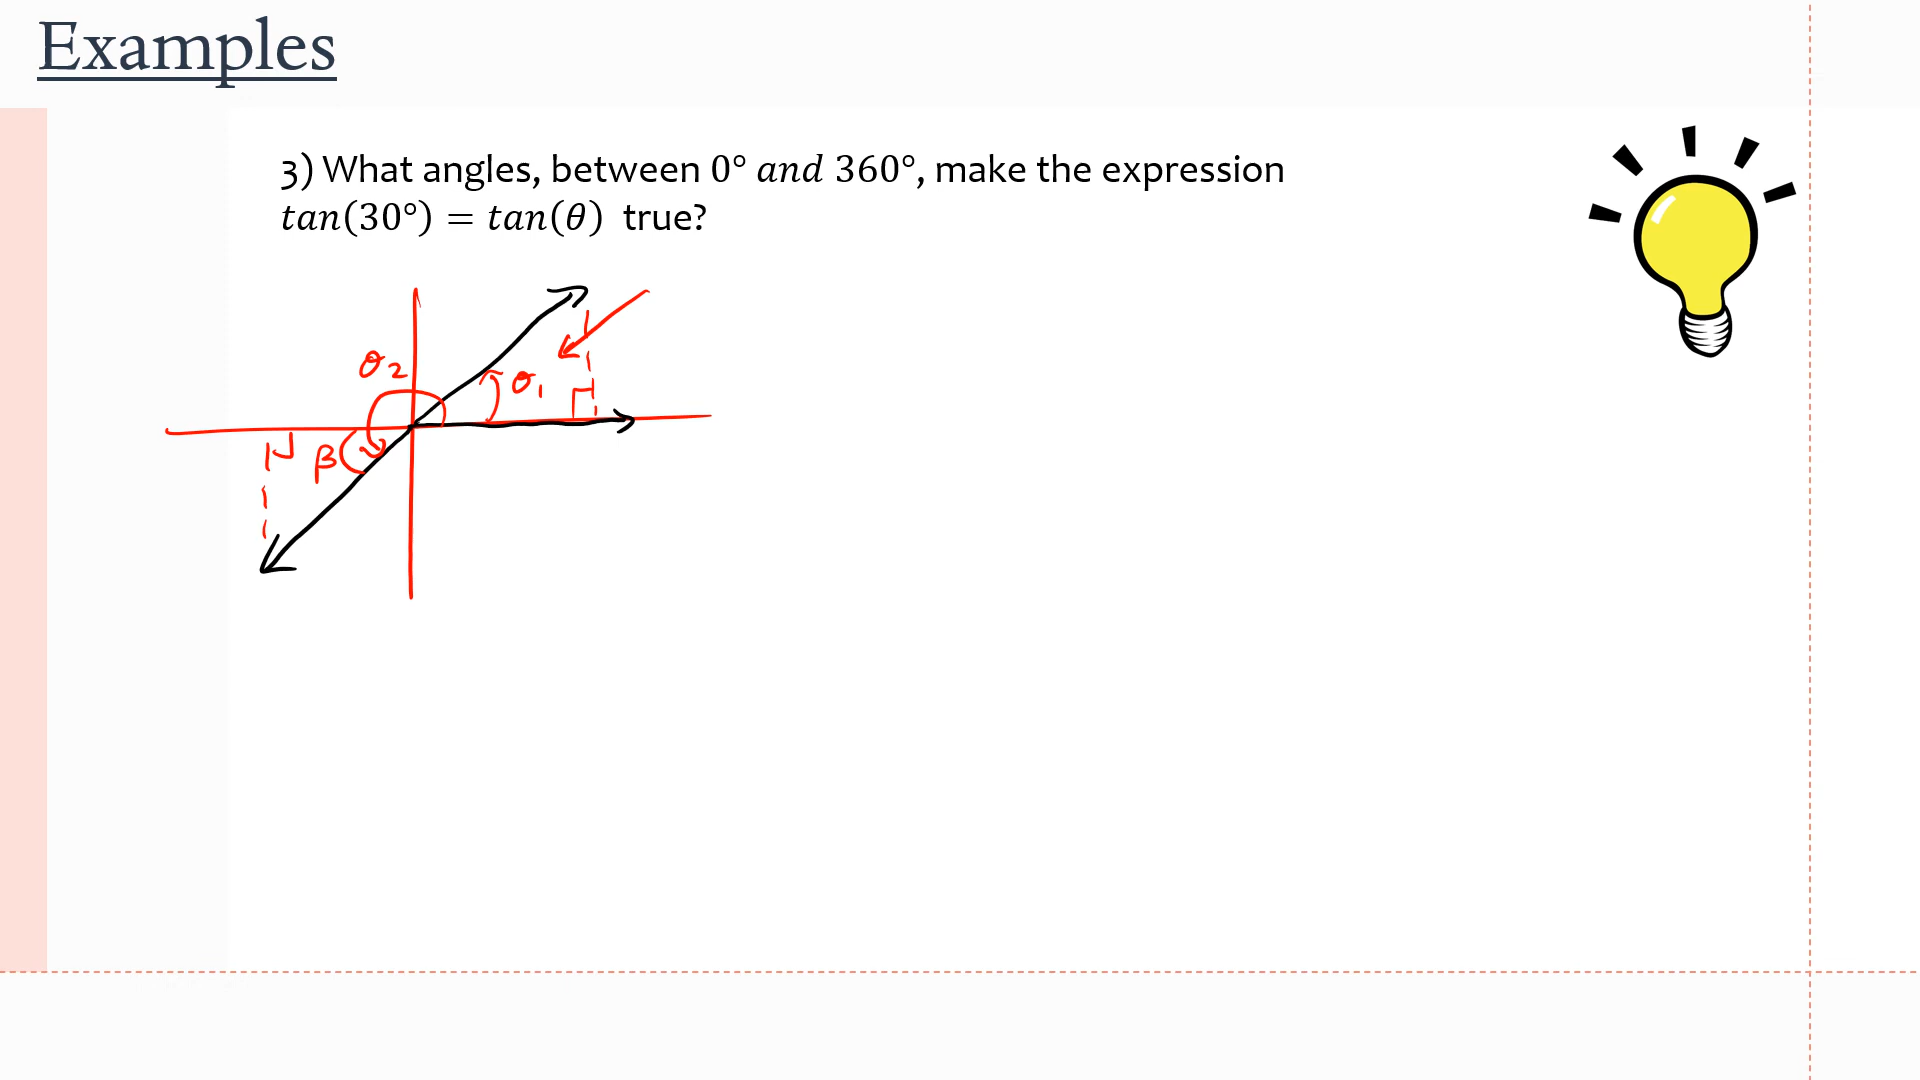 Examples
3) What angles, between 0° and 360°, make the expression
tan(30°) = tan(θ) true?
θ₂
θ₁
β